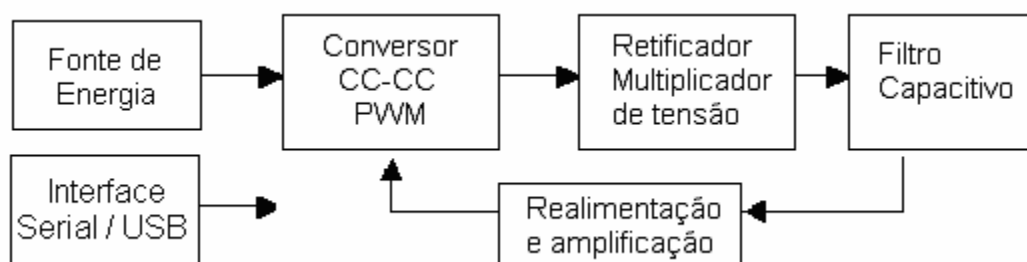 Fonte de
Energia
Conversor
CC-CC
PWM
Retificador
Multiplicador
de tensão
Filtro
Capacitivo
Interface
Serial / USB
Realimentação
e amplificação